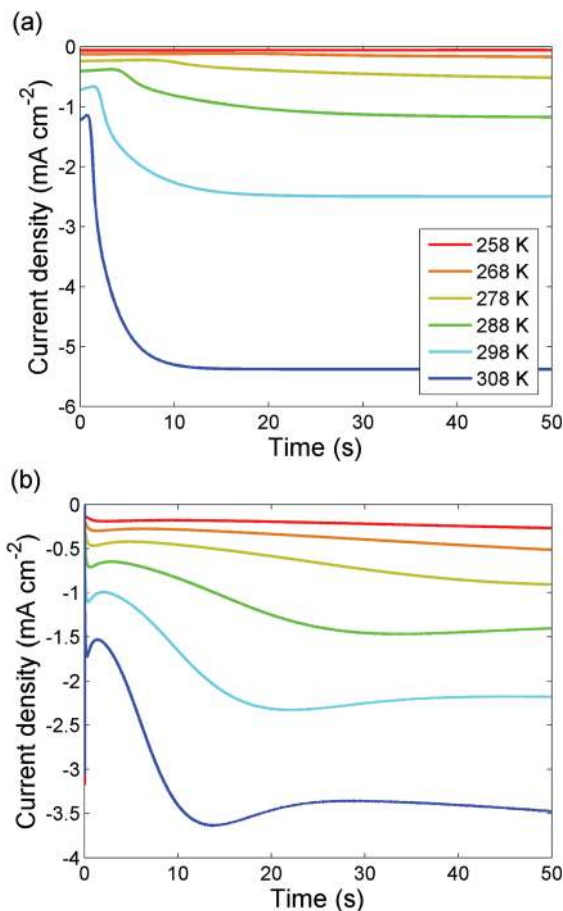 (a)
0
-1
-2
-3
-4
-5
-6
Current density (mA cm⁻²)
258 K
268 K
278 K
288 K
298 K
308 K
0 10 20 30 40 50
Time (s)
(b)
0
-0.5
-1
-1.5
-2
-2.5
-3
-3.5
-4
Current density (mA cm⁻²)
0 10 20 30 40 50
Time (s)